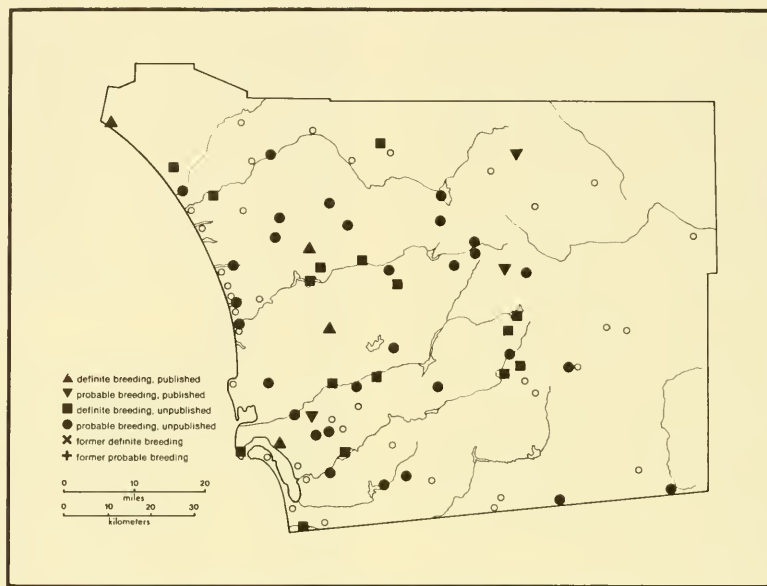 definite breeding, published
probable breeding, published
definite breeding, unpublished
probable breeding, unpublished
former definite breeding
former probable breeding
0 10 20
miles
0 10 20 30
kilometers